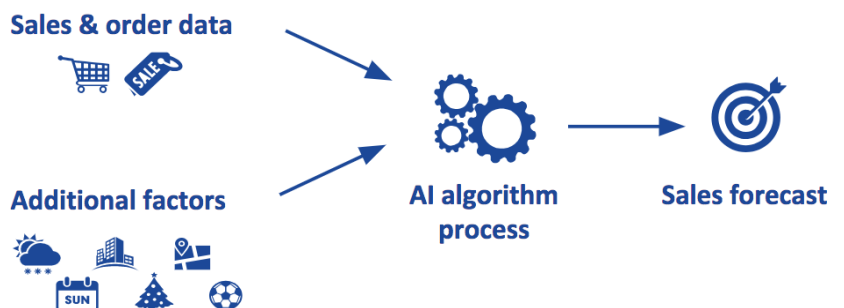 Sales & order data
SALE
Additional factors
SUN
AI algorithm
process
Sales forecast